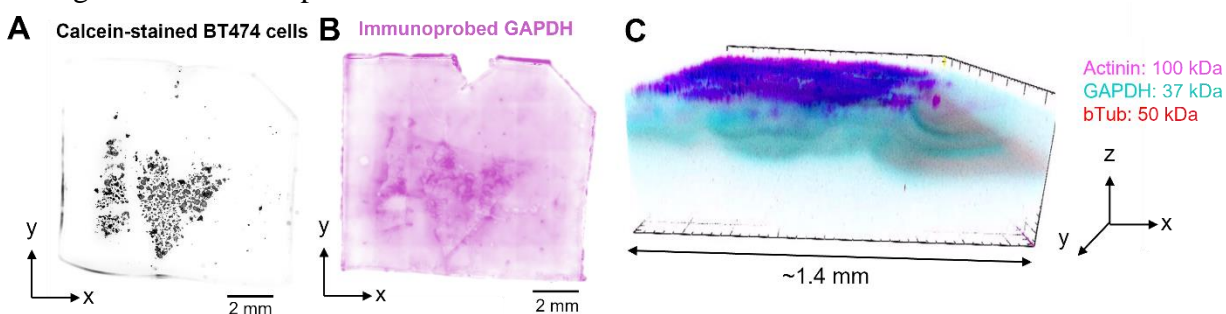 A Calcein-stained BT474 cells
B Immunoprobed GAPDH
C
Actinin: 100 kDa
GAPDH: 37 kDa
bTub: 50 kDa
y
x
2 mm
y
x
2 mm
~1.4 mm
z
x
y